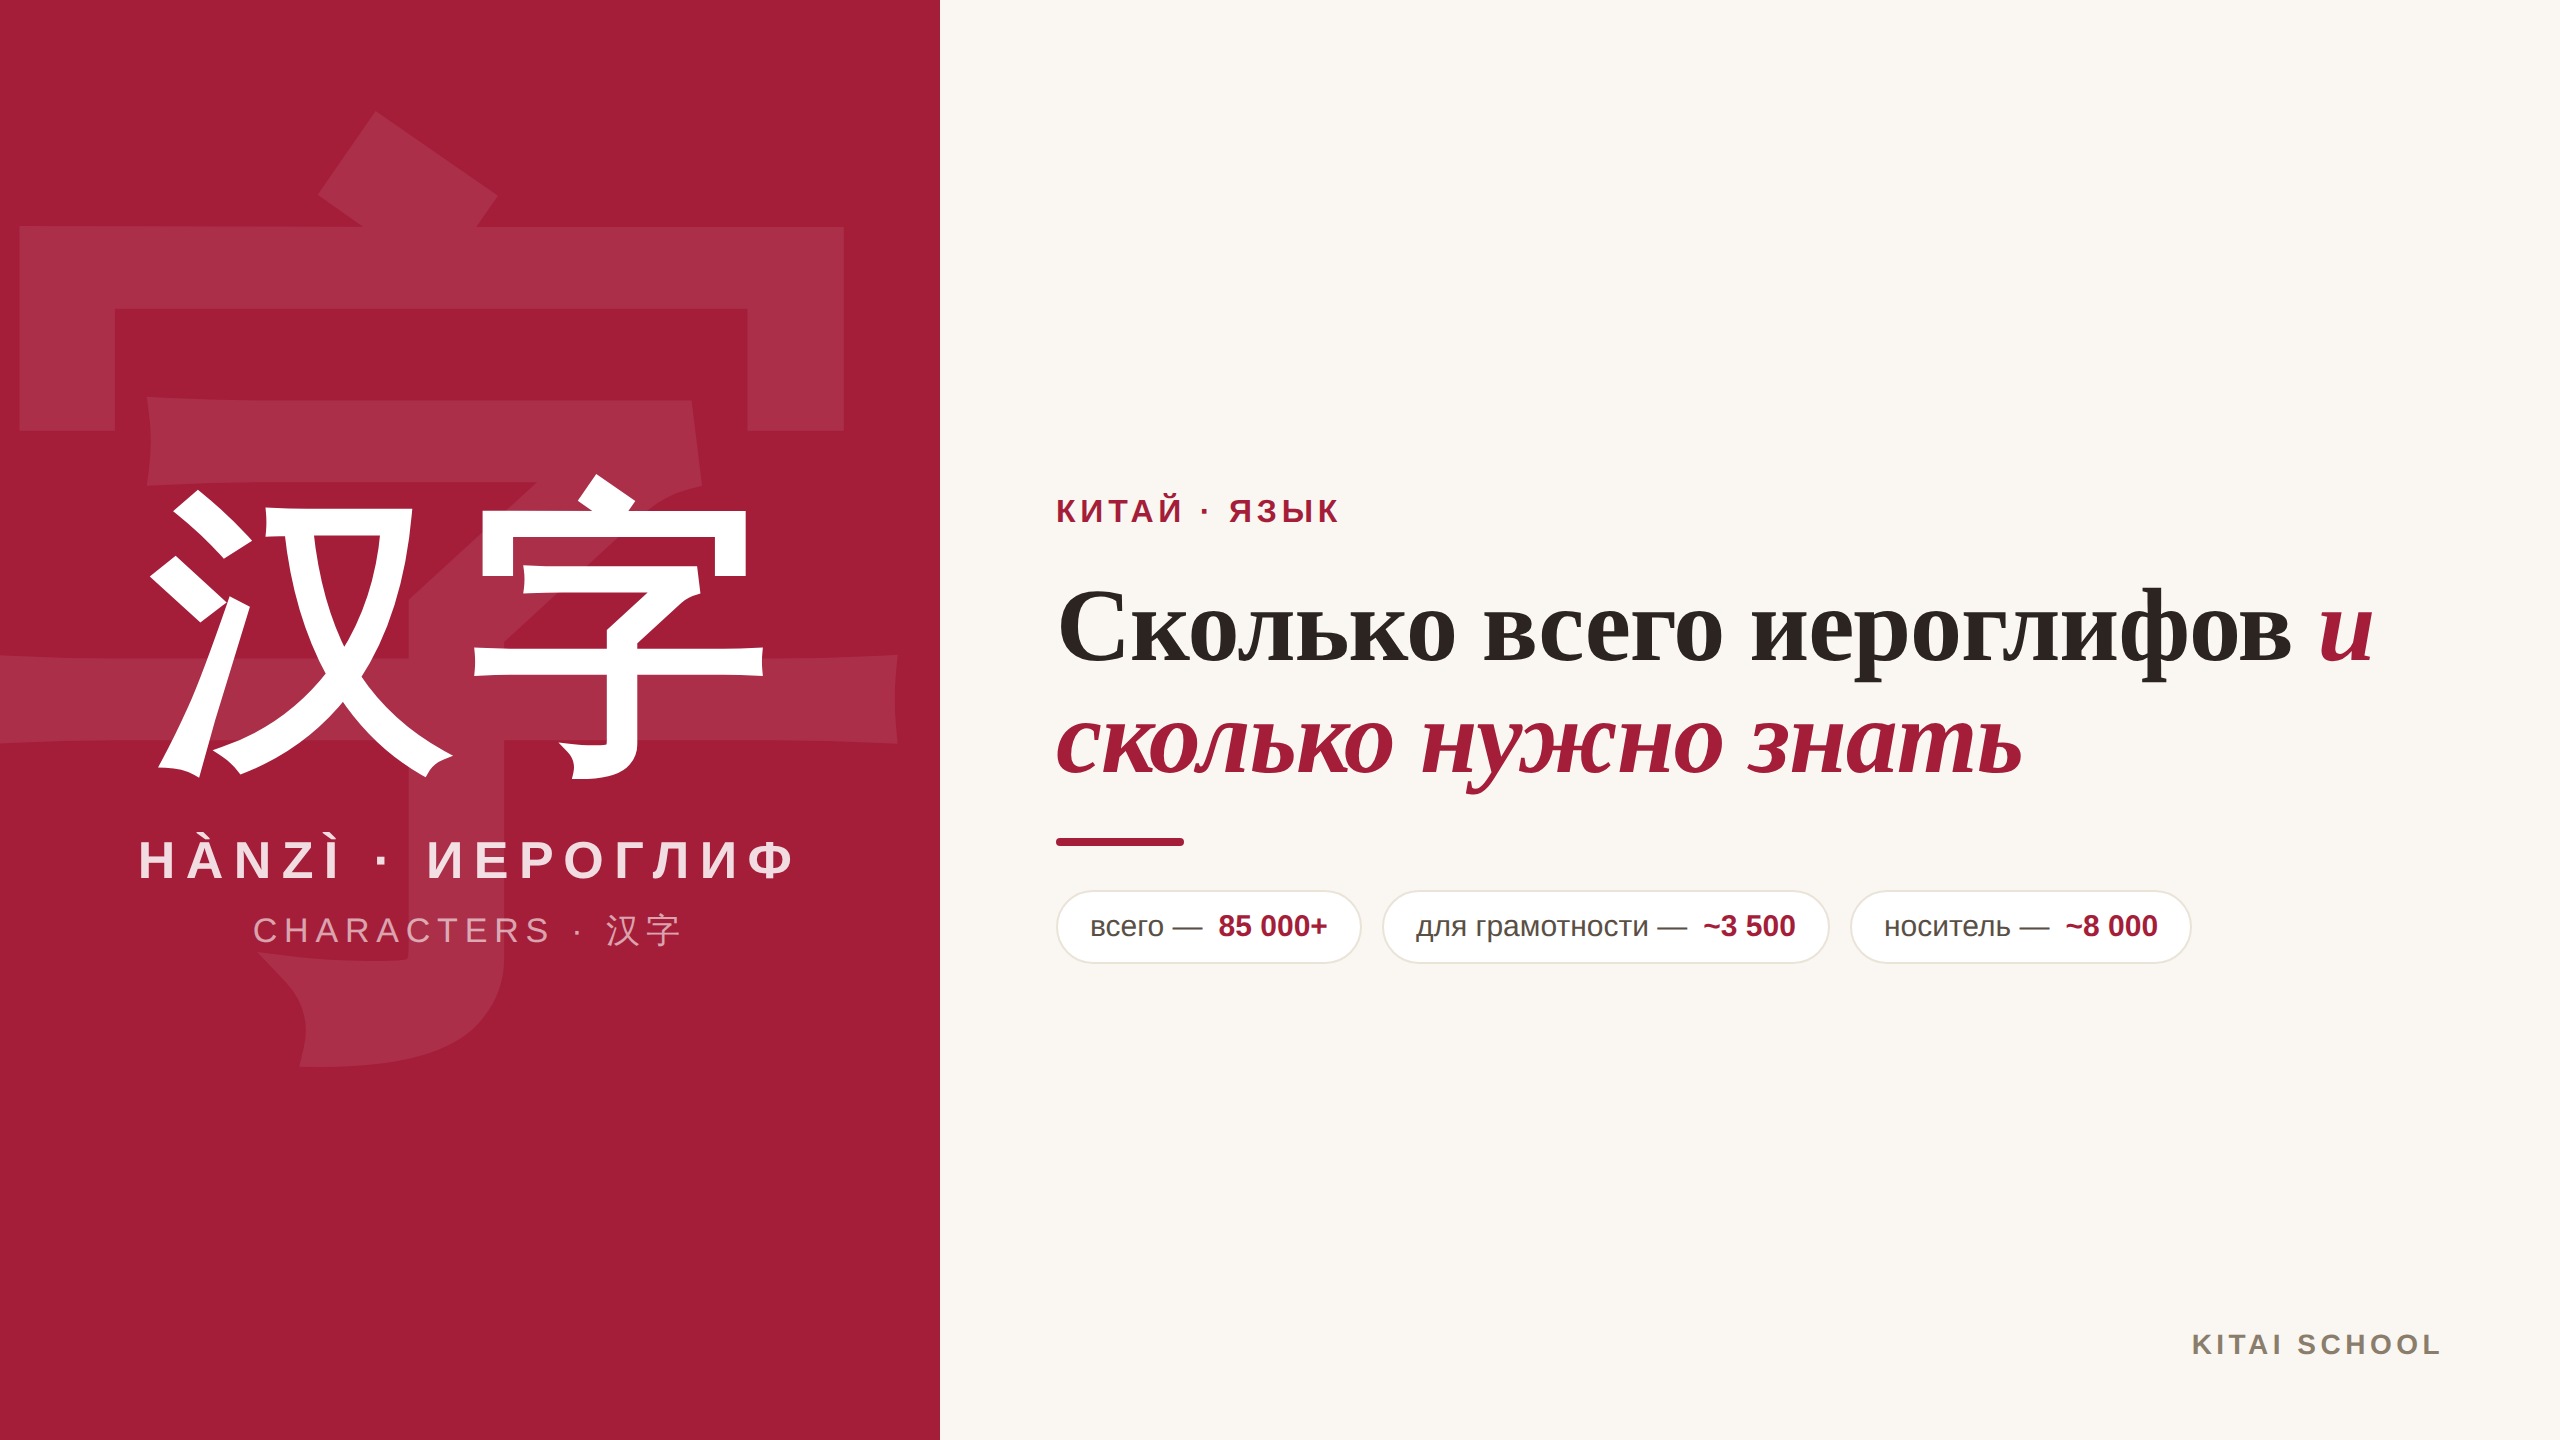 汉字
HÀNZÌ · ИЕРОГЛИФ
CHARACTERS · 汉字
КИТАЙ · ЯЗЫК
Сколько всего иероглифов и
сколько нужно знать
всего — 85 000+
для грамотности — ~3 500
носитель — ~8 000
KITAI SCHOOL
字